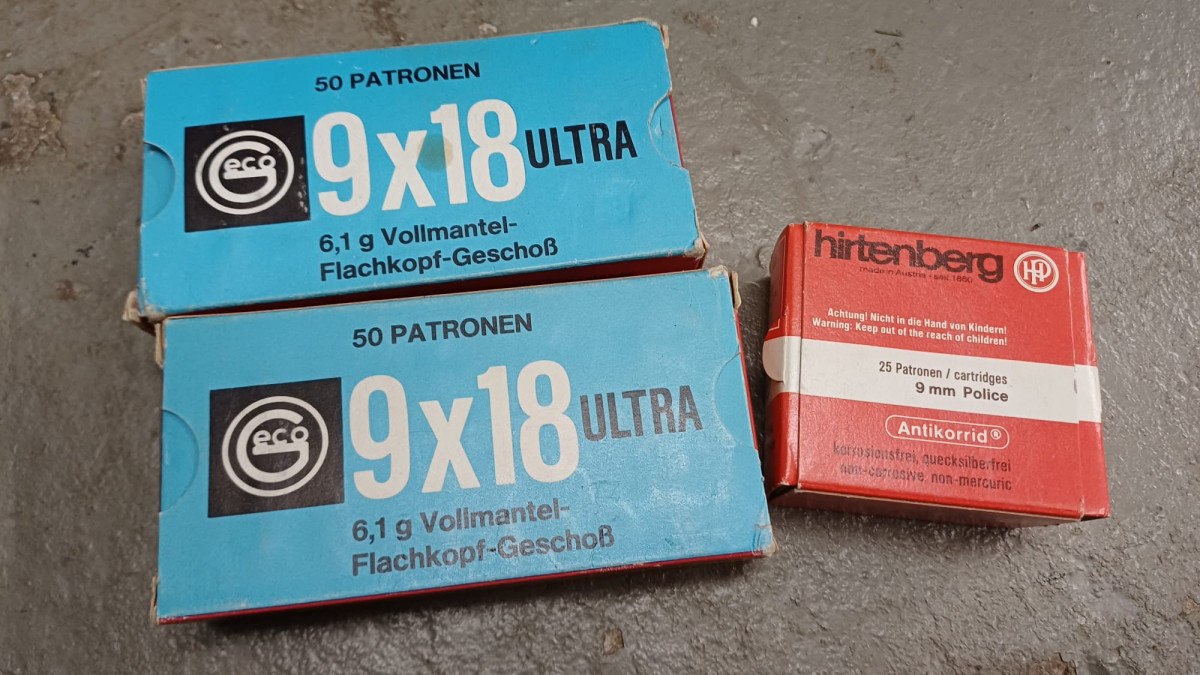 50 PATRONEN
Geco
9x18 ULTRA
6,1 g Vollmantel-
Flachkopf-Geschoß
50 PATRONEN
Geco
9x18 ULTRA
6,1 g Vollmantel-
Flachkopf-Geschoß
hirtenberg
made in Austria - seit 1860
HP
Achtung! Nicht in die Hand von Kindern!
Warning: Keep out of the reach of children!
25 Patronen / cartridges
9 mm Police
Antikorrid®
korrosionsfrei, quecksilberfrei
non-corrosive, non-mercuric